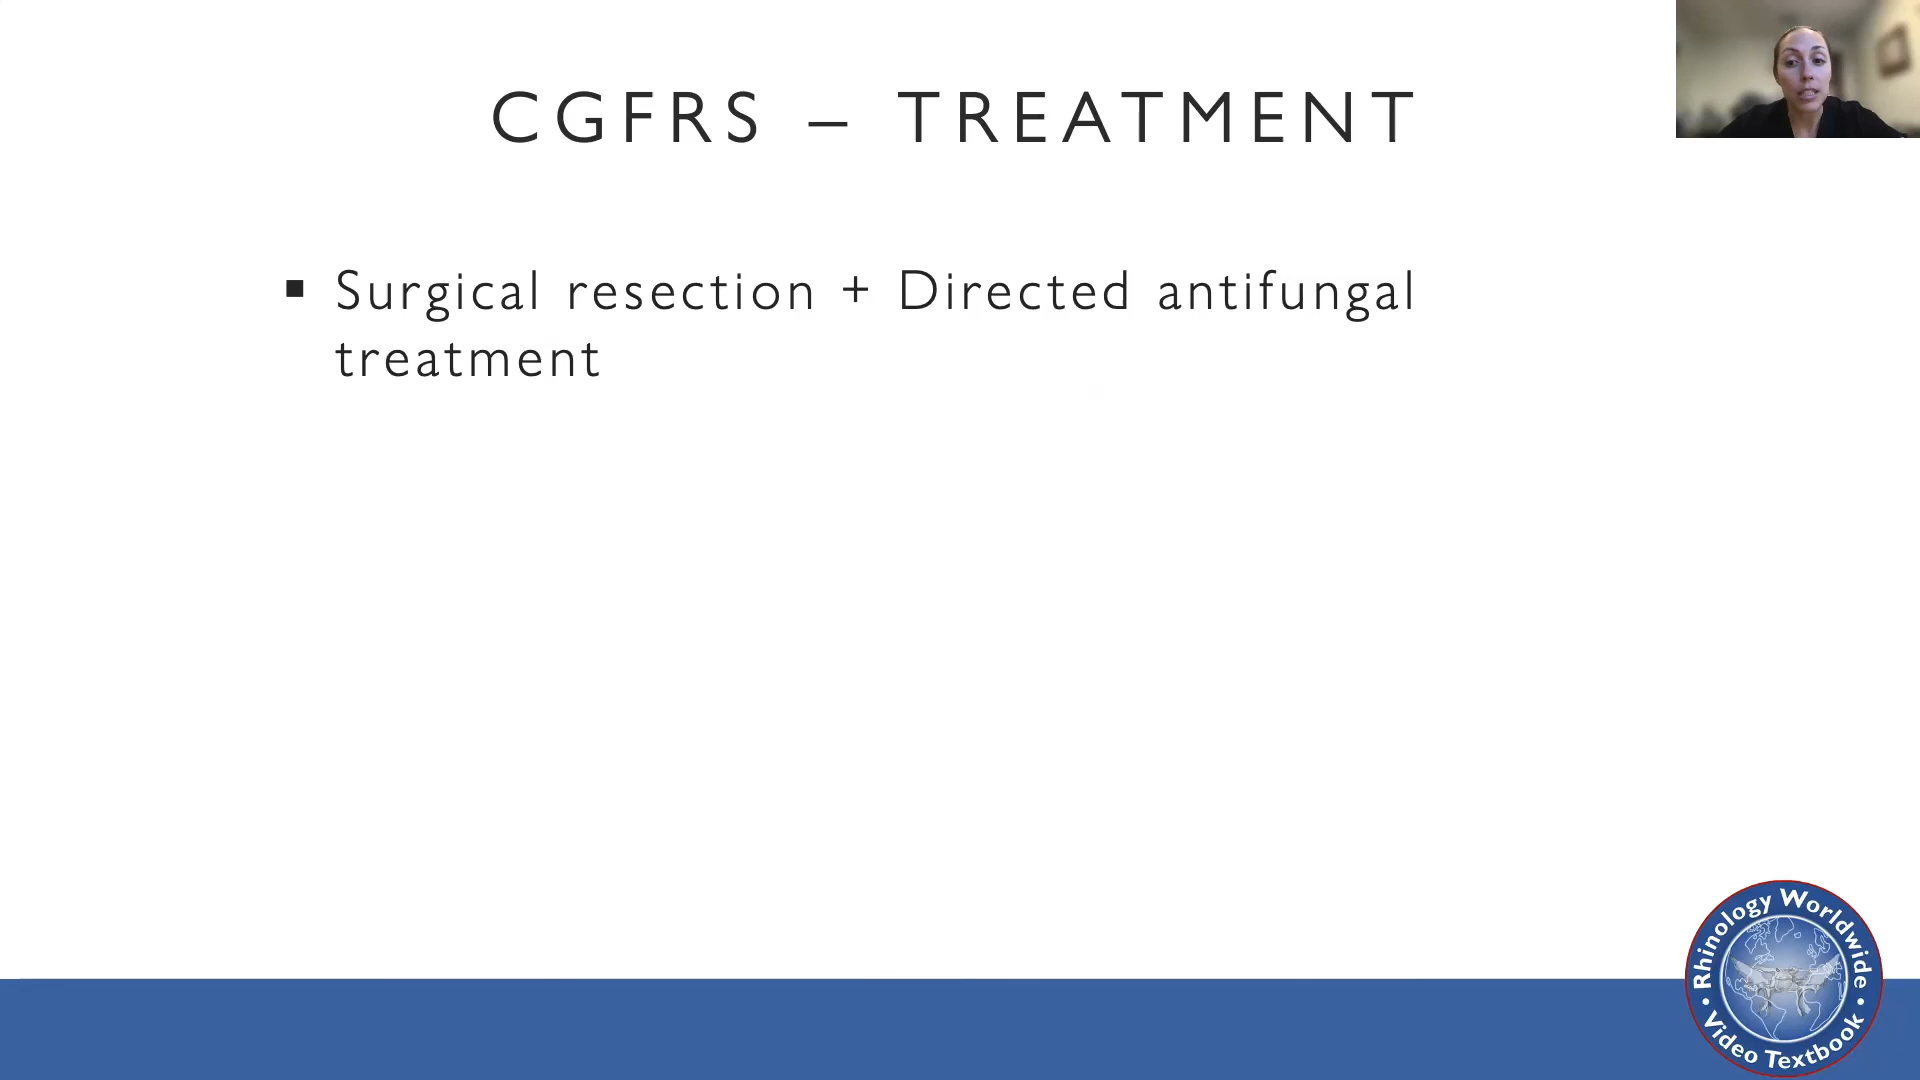 CGFRS – TREATMENT
▪ Surgical resection + Directed antifungal
treatment
Rhinology Worldwide
• Video Textbook •